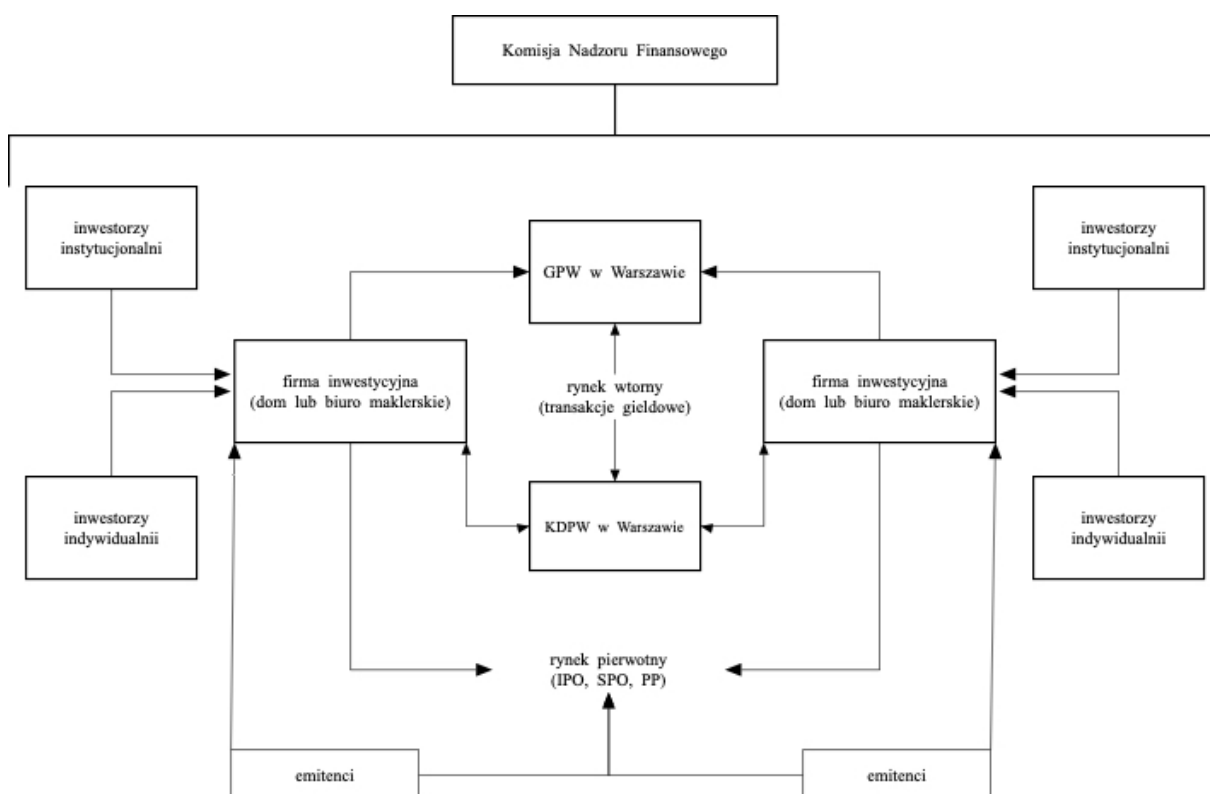 Komisja Nadzoru Finansowego
inwestorzy
instytucjonalni
GPW w Warszawie
inwestorzy
instytucjonalni
firma inwestycyjna
(dom lub biuro maklerskie)
rynek wtorny
(transakcje gieldowe)
firma inwestycyjna
(dom lub biuro maklerskie)
inwestorzy
indywidualnii
KDPW w Warszawie
inwestorzy
indywidualnii
rynek pierwotny
(IPO, SPO, PP)
emitenci
emitenci